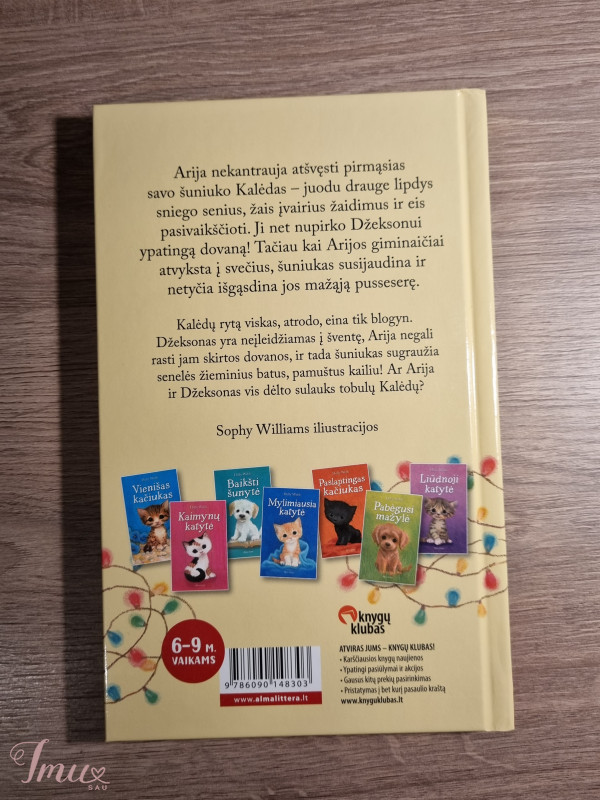 Arija nekantrauja atšvęsti pirmąsias
savo šuniuko Kalėdas – juodu drauge lipdys
sniego senius, žais įvairius žaidimus ir eis
pasivaikščioti. Ji net nupirko Džeksonui
ypatingą dovaną! Tačiau kai Arijos giminaičiai
atvyksta į svečius, šuniukas susijaudina ir
netyčia išgąsdina jos mažąją pusseserę.
Kalėdų rytą viskas, atrodo, eina tik blogyn.
Džeksonas yra neįleidžiamas į šventę, Arija negali
rasti jam skirtos dovanos, ir tada šuniukas sugraužia
senelės žieminius batus, pamuštus kailiu! Ar Arija
ir Džeksonas vis dėlto sulauks tobulų Kalėdų?
Sophy Williams iliustracijos
Vienišas
kačiukas
Kaimynų
katytė
Baikšti
šunytė
Mylimiausia
katytė
Paslaptingas
kačiukas
Pabėgusi
mažylė
Liūdnoji
katytė
6–9 M.
VAIKAMS
9 786090 148303
www.almalittera.lt
knygų
klubas
ATVIRAS JUMS – KNYGŲ KLUBAS!
• Karščiausios knygų naujienos
• Ypatingi pasiūlymai ir akcijos
• Gausus kitų prekių pasirinkimas
• Pristatymas į bet kurį pasaulio kraštą
www.knyguklubas.lt
Imu
SAU